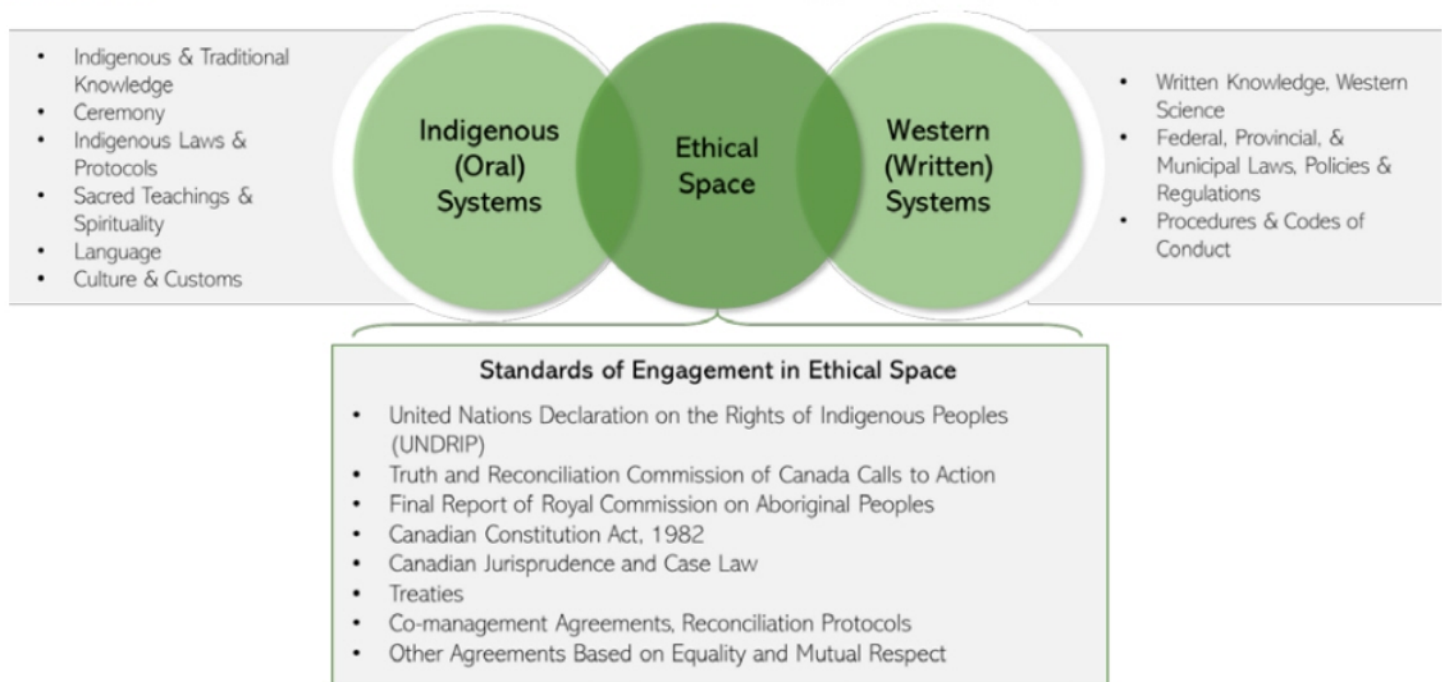 • Indigenous & Traditional
Knowledge
• Ceremony
• Indigenous Laws &
Protocols
• Sacred Teachings &
Spirituality
• Language
• Culture & Customs
Indigenous
(Oral)
Systems
Ethical
Space
Western
(Written)
Systems
• Written Knowledge, Western
Science
• Federal, Provincial, &
Municipal Laws, Policies &
Regulations
• Procedures & Codes of
Conduct
Standards of Engagement in Ethical Space
• United Nations Declaration on the Rights of Indigenous Peoples
(UNDRIP)
• Truth and Reconciliation Commission of Canada Calls to Action
• Final Report of Royal Commission on Aboriginal Peoples
• Canadian Constitution Act, 1982
• Canadian Jurisprudence and Case Law
• Treaties
• Co-management Agreements, Reconciliation Protocols
• Other Agreements Based on Equality and Mutual Respect